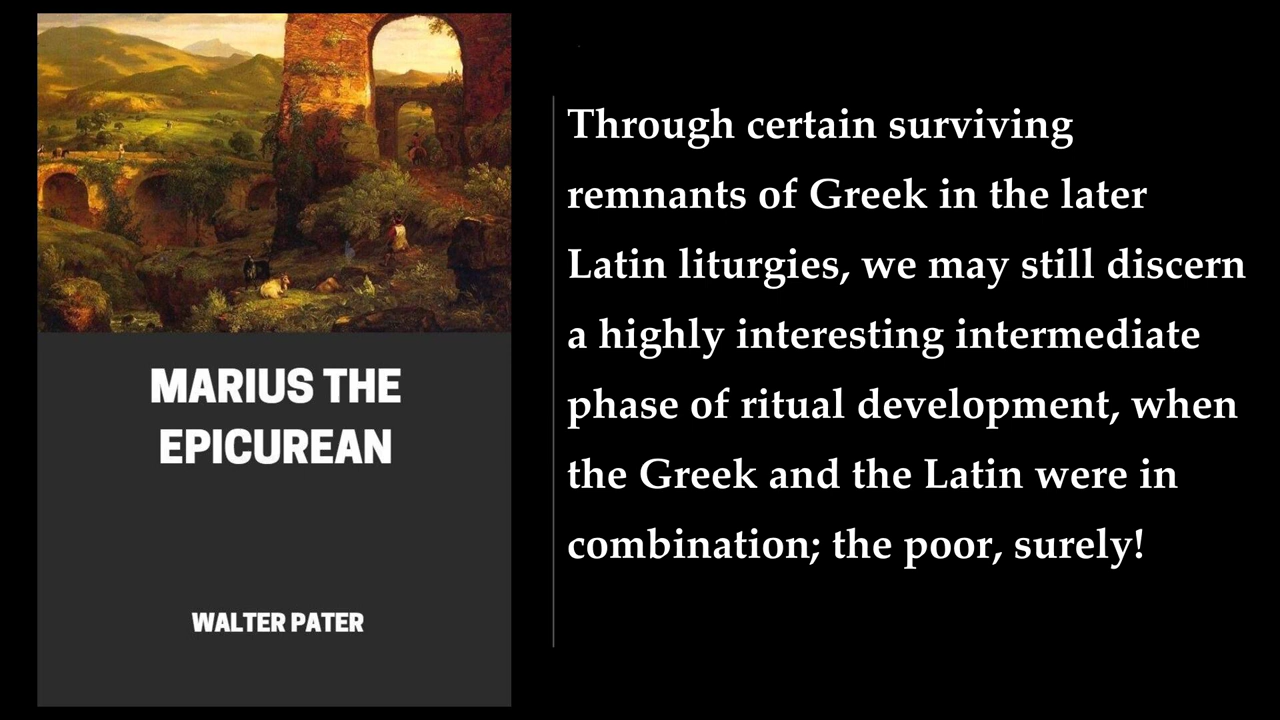 MARIUS THE
EPICUREAN
WALTER PATER
Through certain surviving
remnants of Greek in the later
Latin liturgies, we may still discern
a highly interesting intermediate
phase of ritual development, when
the Greek and the Latin were in
combination; the poor, surely!